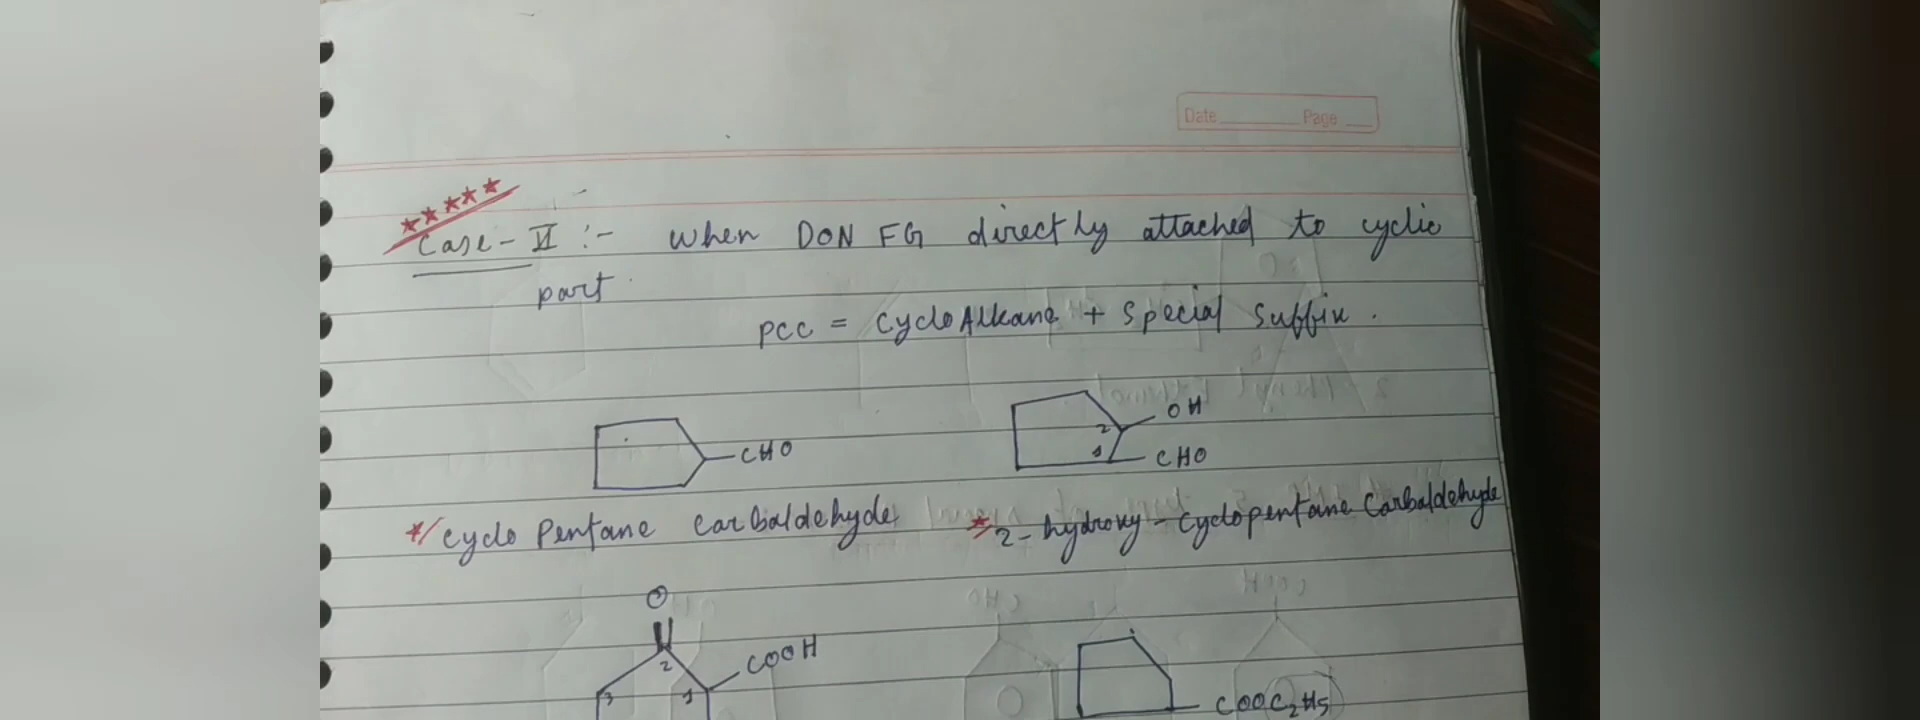 Date Page
Case - VI :- When DON FG directly attached to cyclic
part
PCC = CycloAlkane + Special Suffix .
CHO
OH
2
1
CHO
*/ Cyclo Pentane Carbaldehyde
* 2 - hydroxy - Cyclopentane Carbaldehyde
O
2
3
1
COOH
COOC2H5